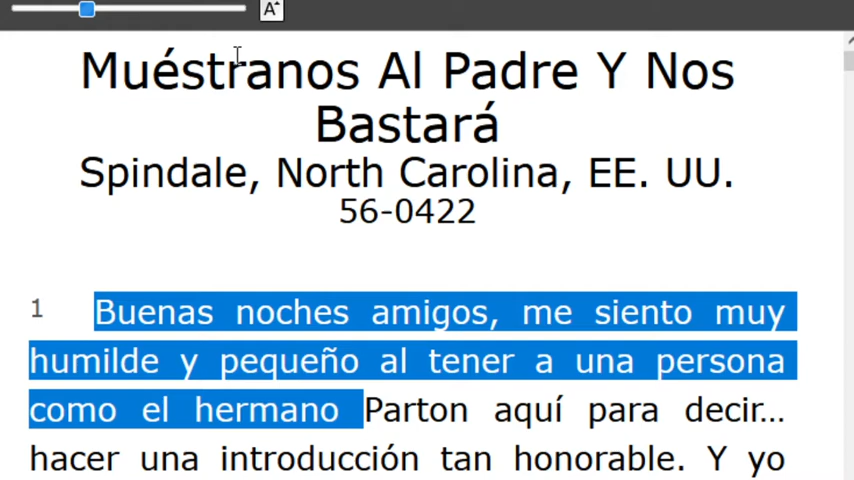 A
Muéstranos Al Padre Y Nos
Bastará
Spindale, North Carolina, EE. UU.
56-0422
1 Buenas noches amigos, me siento muy
humilde y pequeño al tener a una persona
como el hermano Parton aquí para decir...
hacer una introducción tan honorable. Y yo